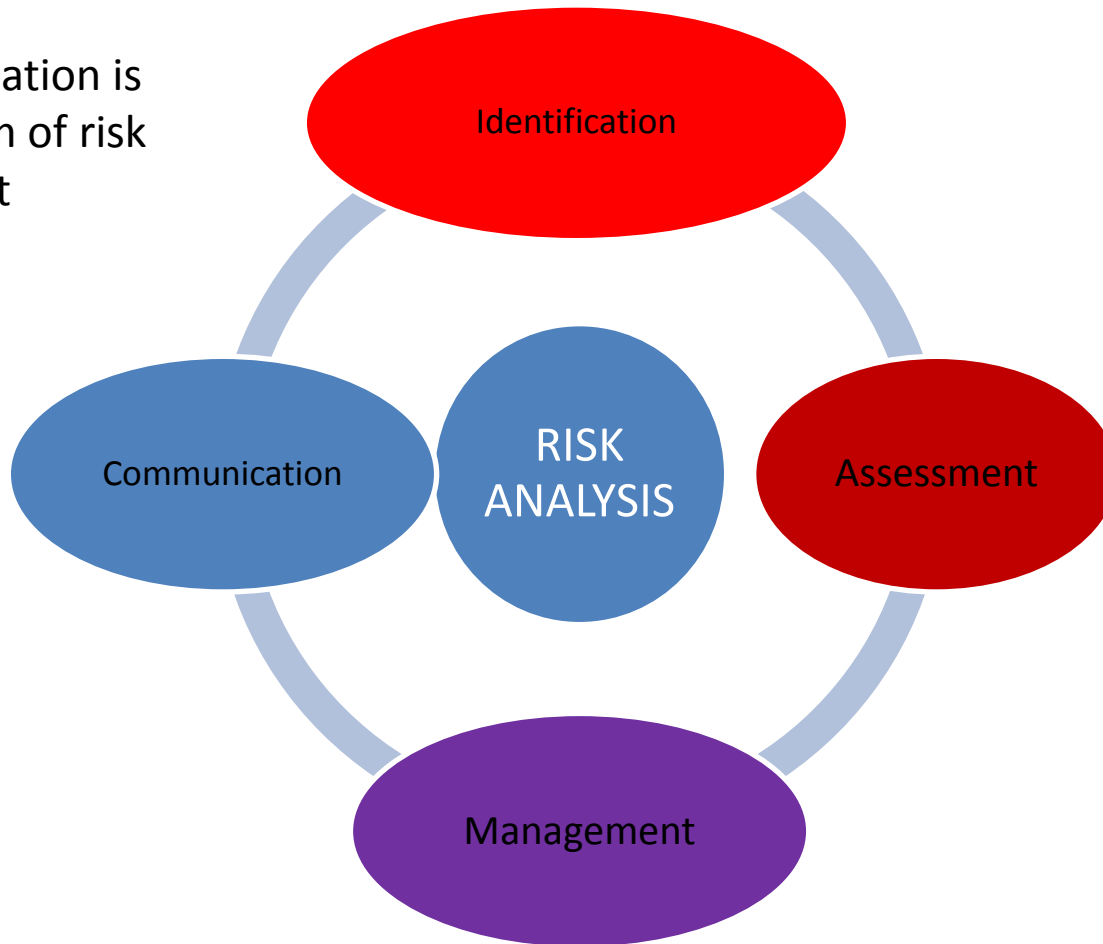 ation is
of risk
t
Identification
Communication
RISK
ANALYSIS
Assessment
Management